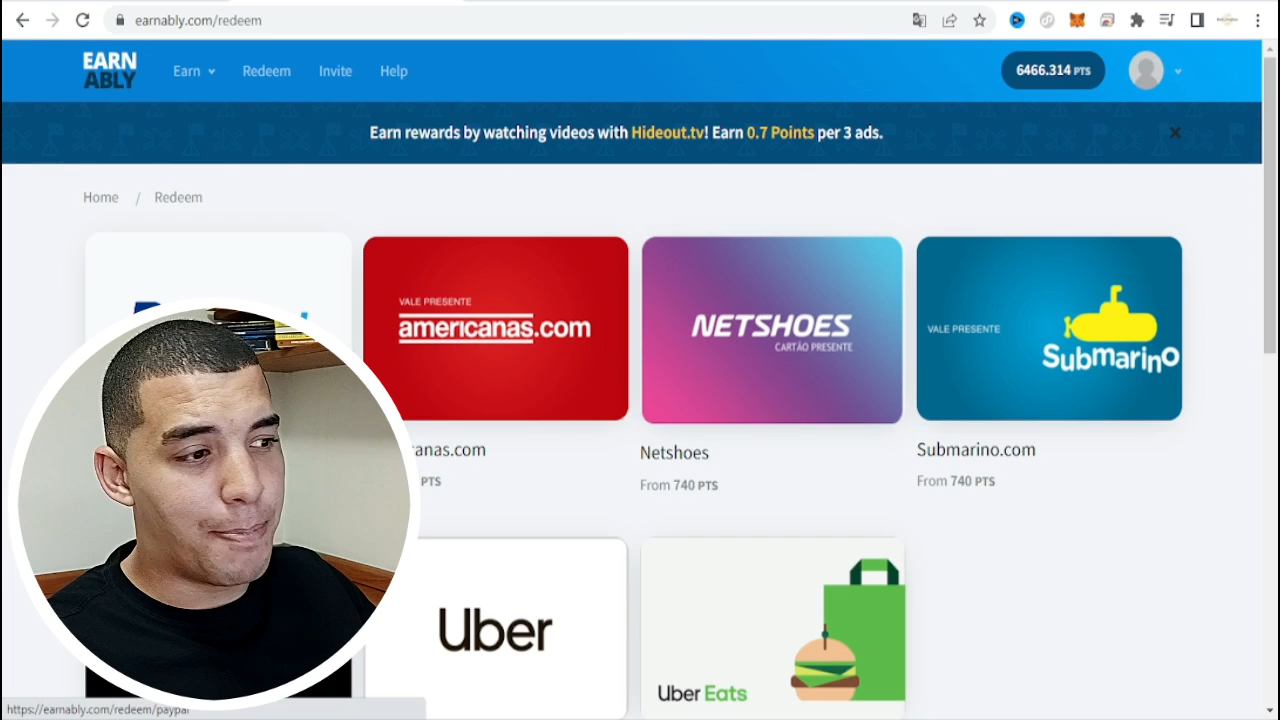 earnably.com/redeem
EARN
ABLY
Earn
Redeem
Invite
Help
6466.314 PTS
Earn rewards by watching videos with Hideout.tv! Earn 0.7 Points per 3 ads.
Home / Redeem
VALE PRESENTE
americanas.com
NETSHOES
CARTÃO PRESENTE
VALE PRESENTE
Submarino
canas.com
PTS
Netshoes
From 740 PTS
Submarino.com
From 740 PTS
Uber
Uber Eats
https://earnably.com/redeem/paypal